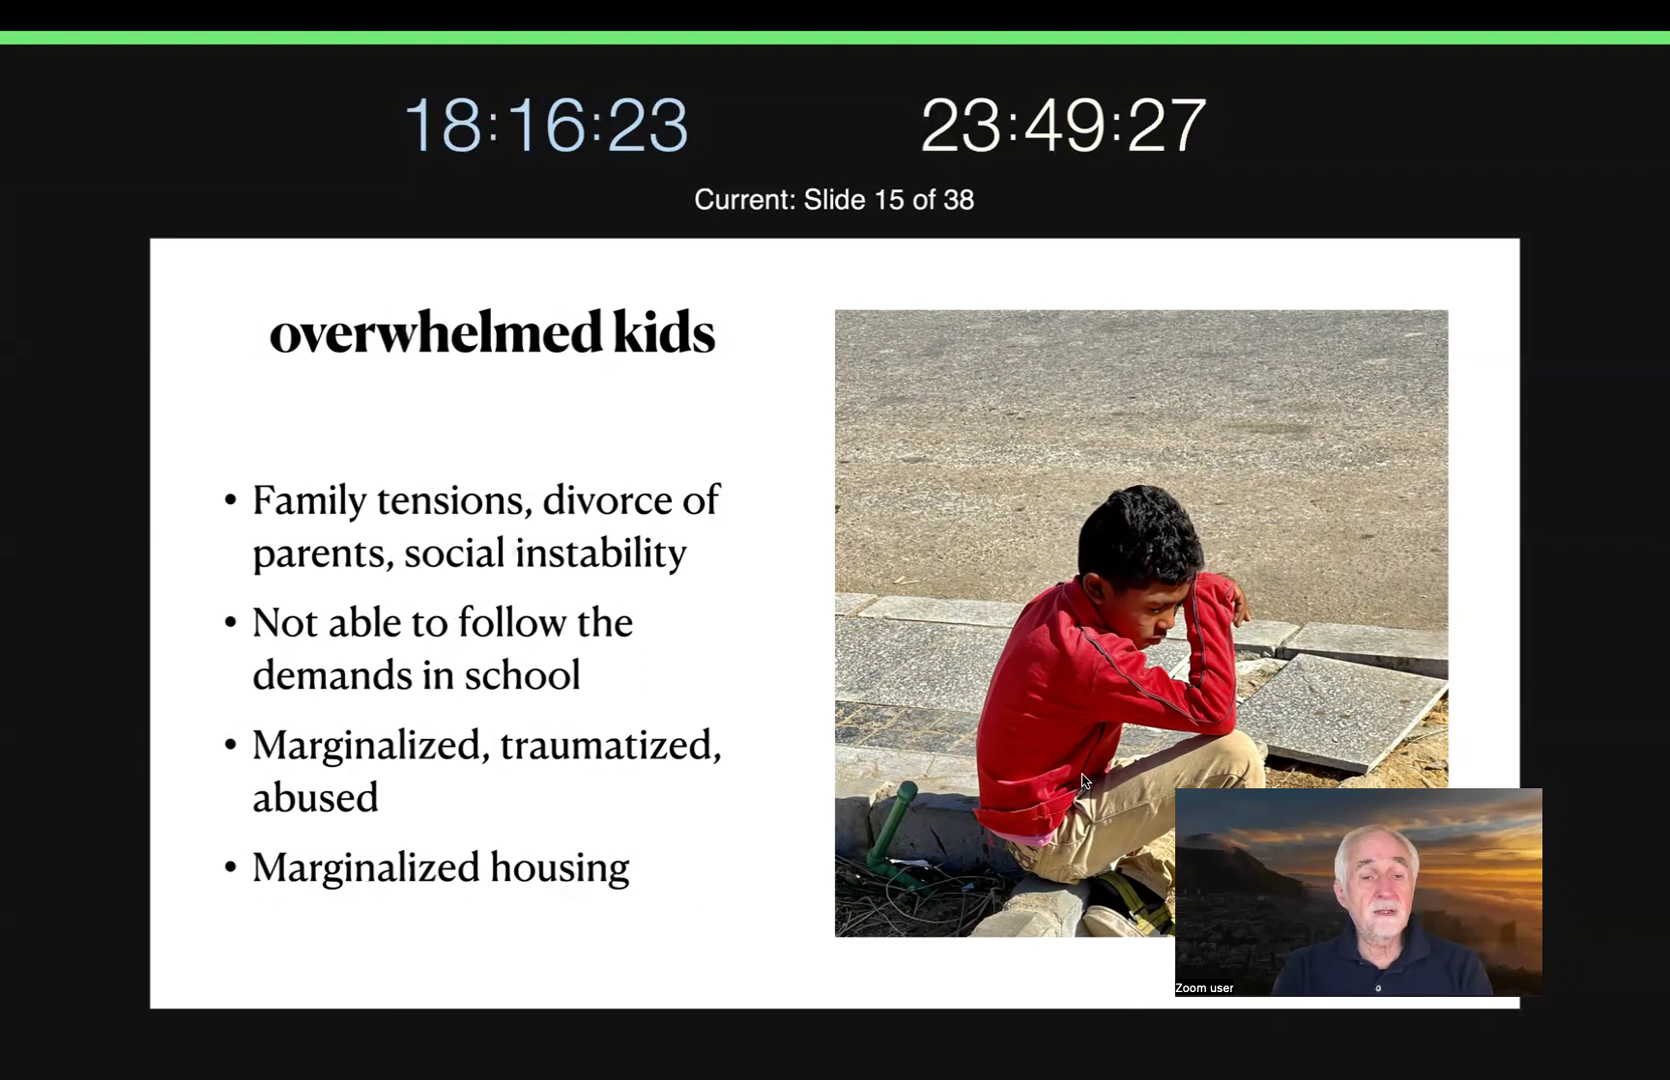 18:16:23
23:49:27
Current: Slide 15 of 38
overwhelmed kids
• Family tensions, divorce of
parents, social instability
• Not able to follow the
demands in school
• Marginalized, traumatized,
abused
• Marginalized housing
Zoom user